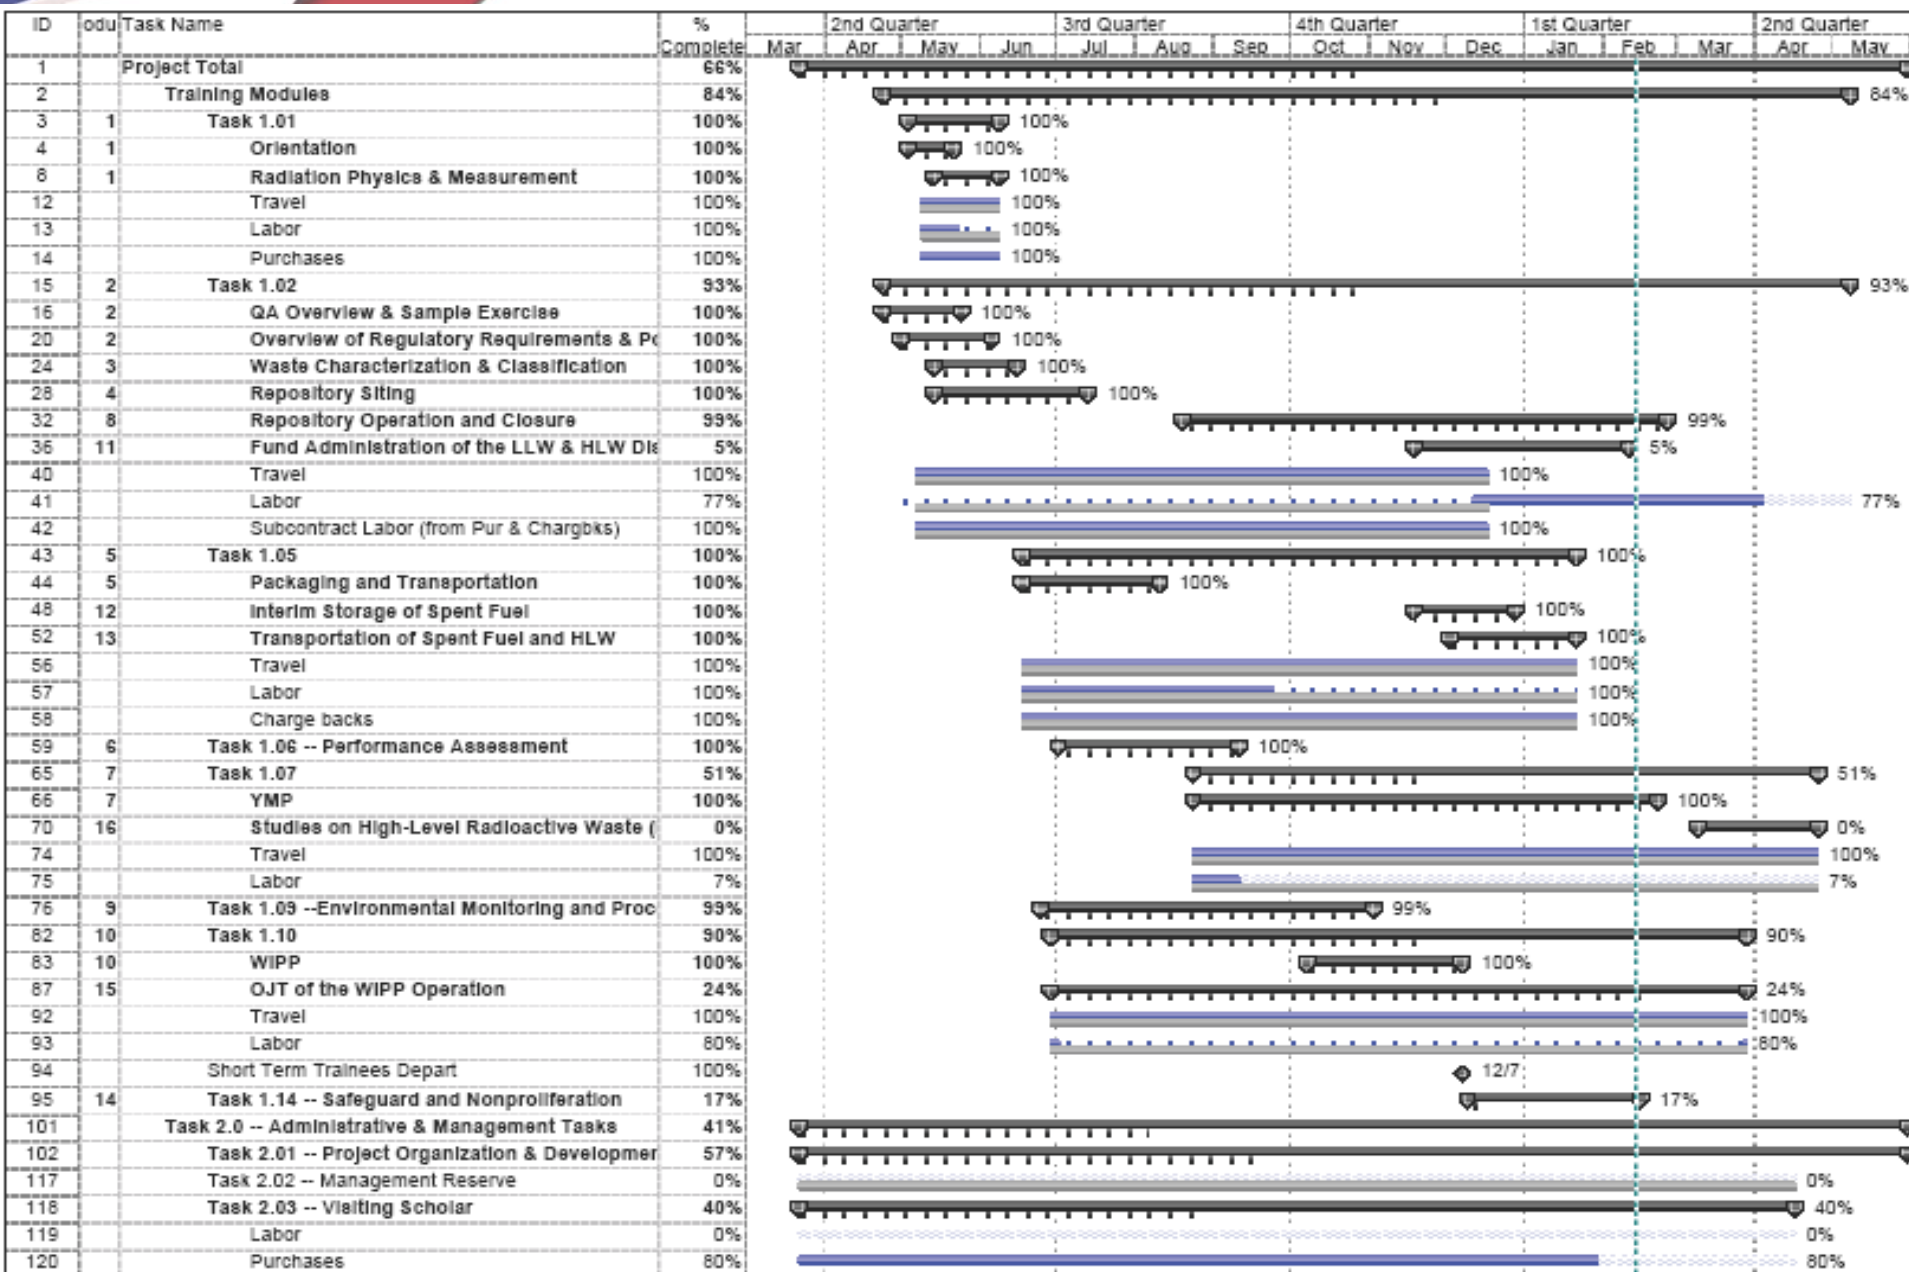 ID odu Task Name % Complete
2nd Quarter 3rd Quarter 4th Quarter 1st Quarter 2nd Quarter
Mar Apr May Jun Jul Aug Sep Oct Nov Dec Jan Feb Mar Apr May
1 Project Total 66%
2 Training Modules 84% 84%
3 1 Task 1.01 100% 100%
4 1 Orientation 100% 100%
8 1 Radiation Physics & Measurement 100% 100%
12 Travel 100% 100%
13 Labor 100% 100%
14 Purchases 100% 100%
15 2 Task 1.02 93% 93%
16 2 QA Overview & Sample Exercise 100% 100%
20 2 Overview of Regulatory Requirements & Po 100% 100%
24 3 Waste Characterization & Classification 100% 100%
28 4 Repository Siting 100% 100%
32 8 Repository Operation and Closure 99% 99%
36 11 Fund Administration of the LLW & HLW Dis 5% 5%
40 Travel 100% 100%
41 Labor 77% 77%
42 Subcontract Labor (from Pur & Chargbks) 100% 100%
43 5 Task 1.05 100% 100%
44 5 Packaging and Transportation 100% 100%
48 12 Interim Storage of Spent Fuel 100% 100%
52 13 Transportation of Spent Fuel and HLW 100% 100%
56 Travel 100% 100%
57 Labor 100% 100%
58 Charge backs 100% 100%
59 6 Task 1.06 -- Performance Assessment 100% 100%
65 7 Task 1.07 51% 51%
66 7 YMP 100% 100%
70 16 Studies on High-Level Radioactive Waste ( 0% 0%
74 Travel 100% 100%
75 Labor 7% 7%
76 9 Task 1.09 --Environmental Monitoring and Proc 99% 99%
82 10 Task 1.10 90% 90%
83 10 WIPP 100% 100%
87 15 OJT of the WIPP Operation 24% 24%
92 Travel 100% 100%
93 Labor 80% 80%
94 Short Term Trainees Depart 100% 12/7
95 14 Task 1.14 -- Safeguard and Nonproliferation 17% 17%
101 Task 2.0 -- Administrative & Management Tasks 41%
102 Task 2.01 -- Project Organization & Developmen 57%
117 Task 2.02 -- Management Reserve 0% 0%
118 Task 2.03 -- Visiting Scholar 40% 40%
119 Labor 0% 0%
120 Purchases 80% 80%